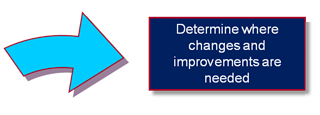 Determine where
changes and
improvements are
needed